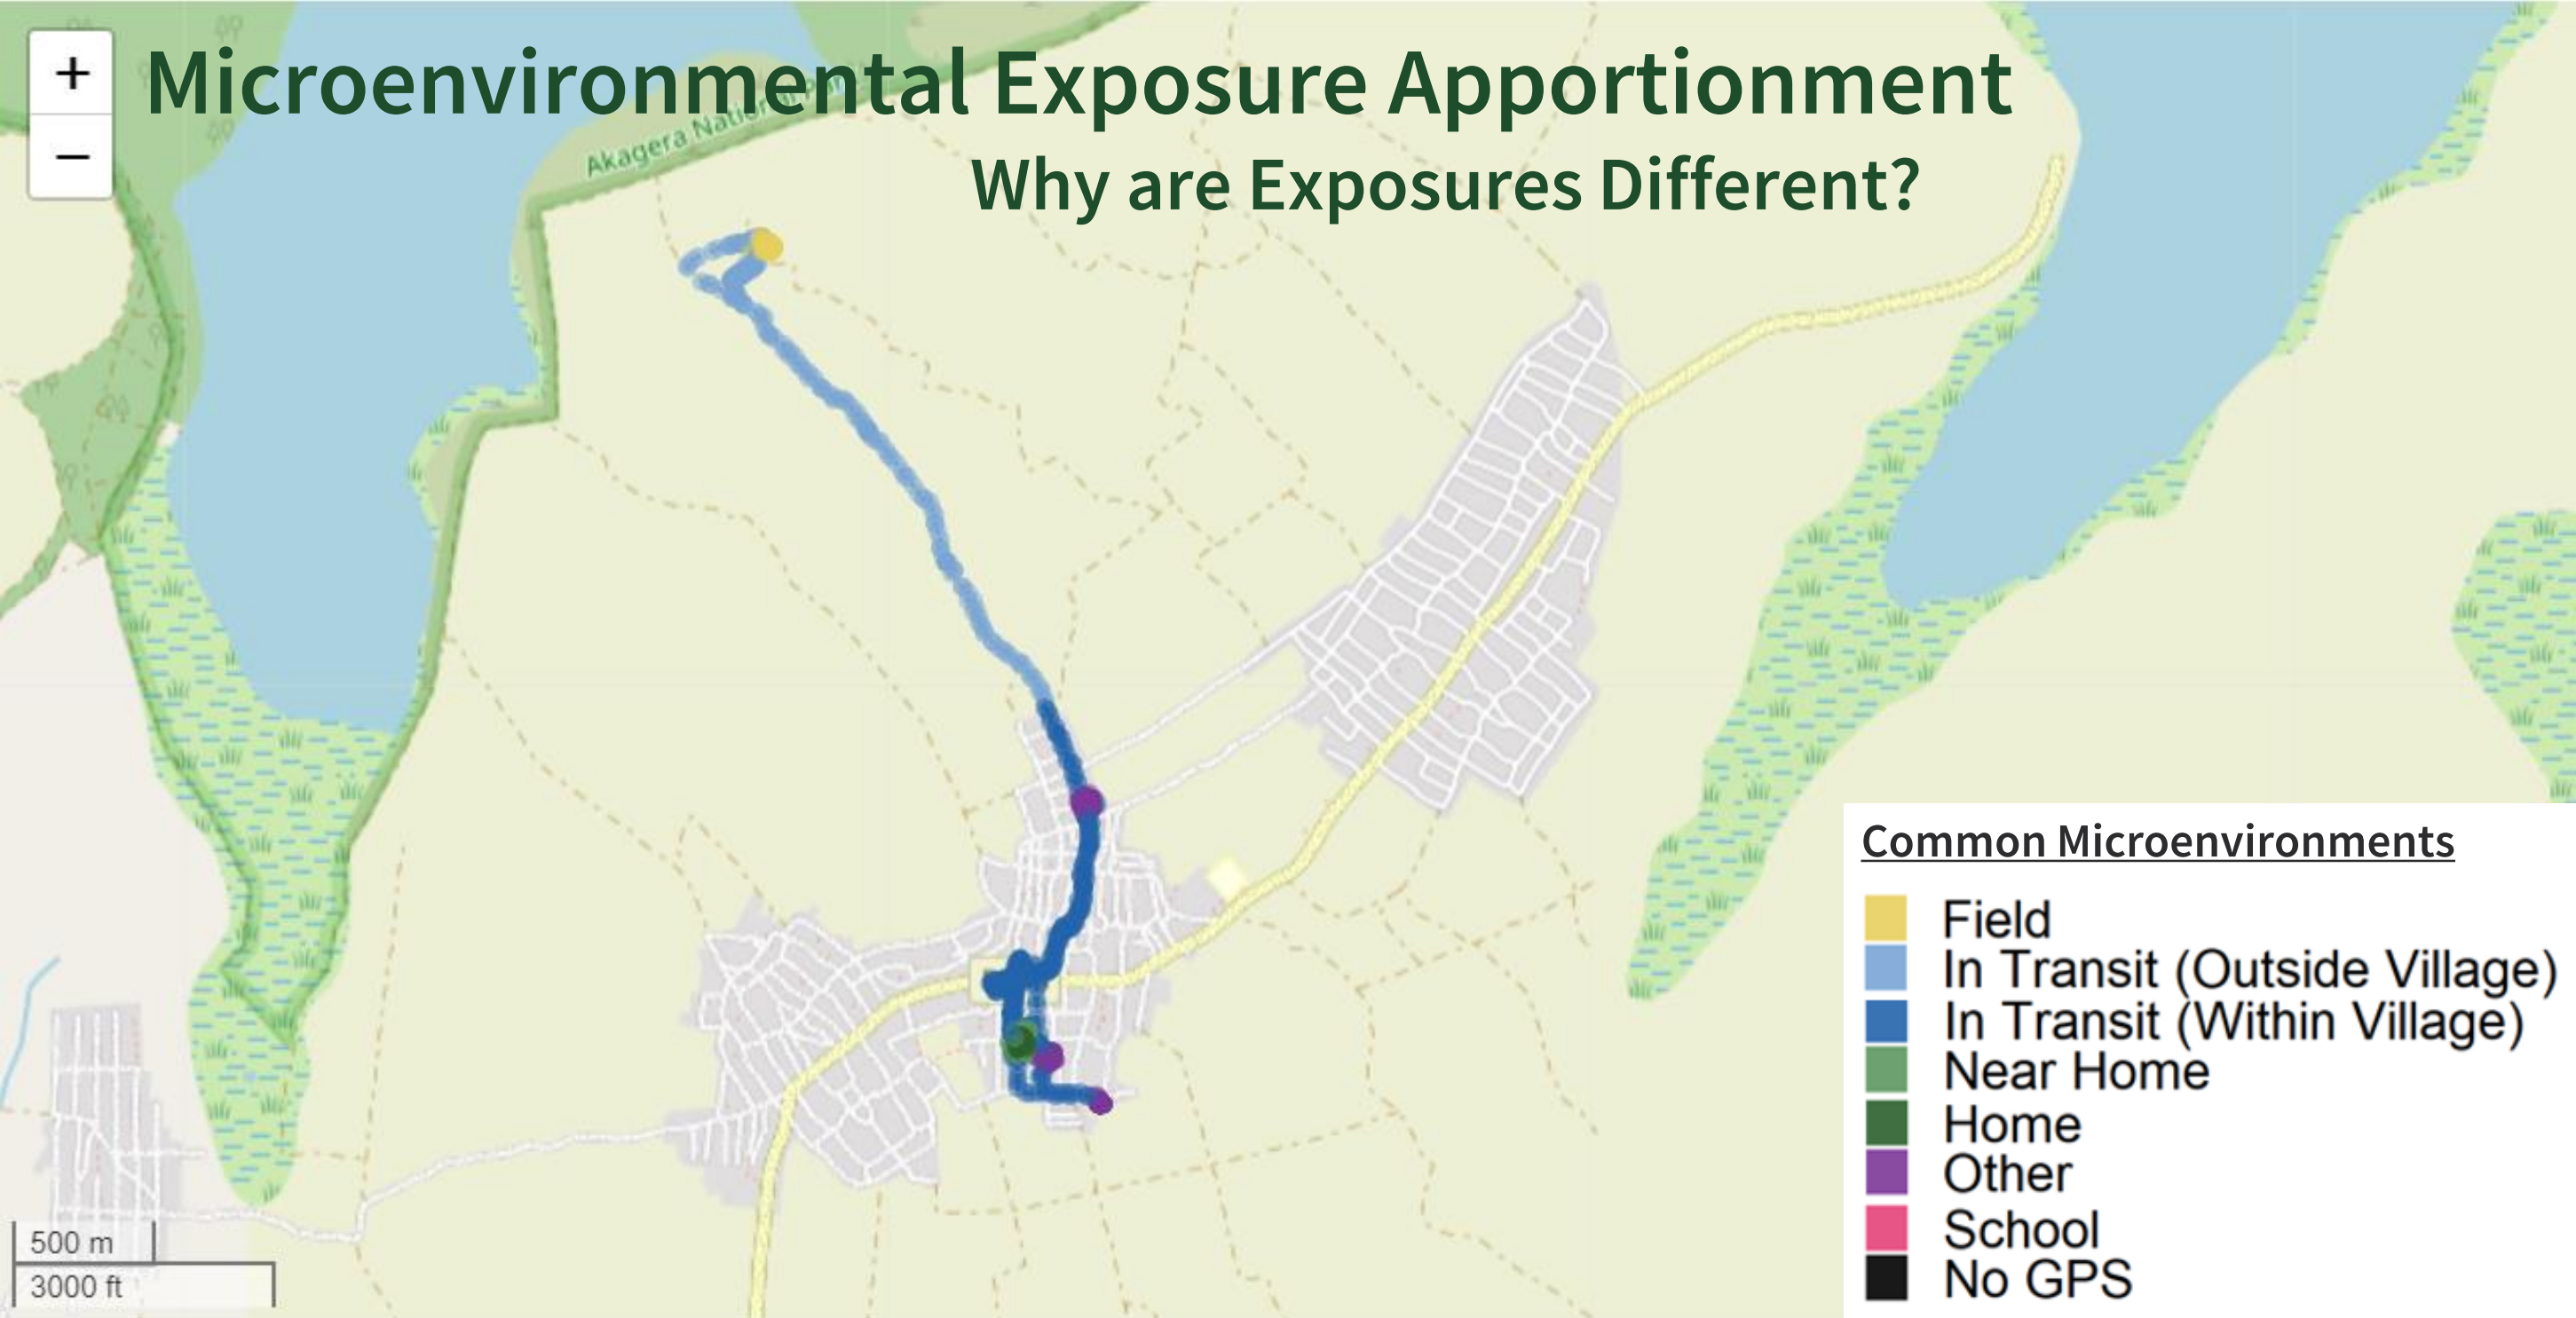 +
Microenvironmental Exposure Apportionment
−
Why are Exposures Different?
Akagera
Common Microenvironments
Field
In Transit (Outside Village)
In Transit (Within Village)
Near Home
Home
Other
School
No GPS
500 m
3000 ft